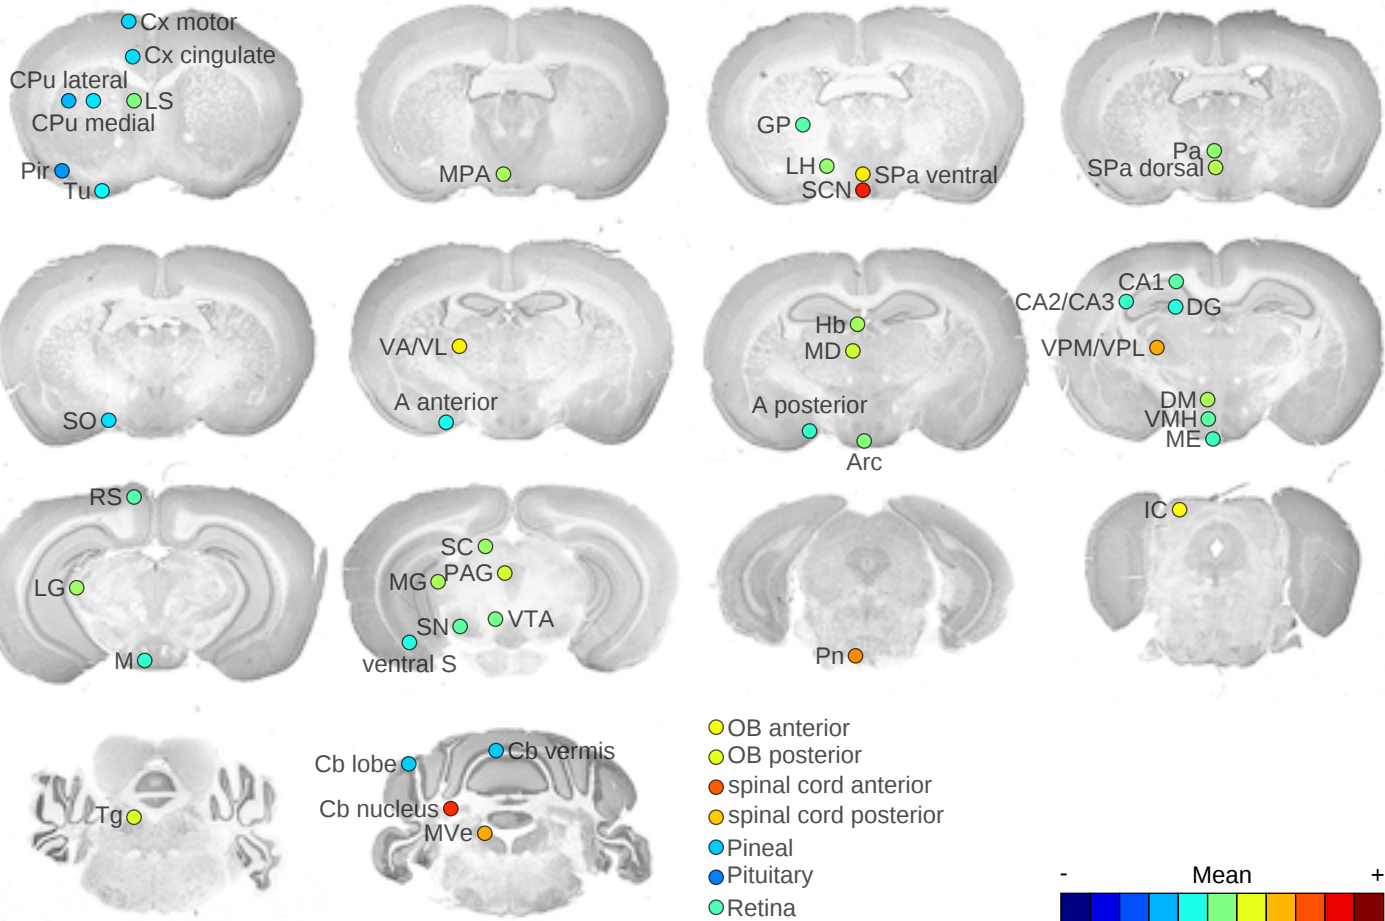 Cx motor
Cx cingulate
CPu lateral
LS
CPu medial
Pir
Tu
MPA
GP
LH
SPa ventral
SCN
Pa
SPa dorsal
SO
VA/VL
A anterior
Hb
MD
A posterior
Arc
CA1
CA2/CA3
DG
VPM/VPL
DM
VMH
ME
RS
LG
M
SC
MG
PAG
SN
VTA
ventral S
Pn
IC
Tg
Cb lobe
Cb vermis
Cb nucleus
MVe
OB anterior
OB posterior
spinal cord anterior
spinal cord posterior
Pineal
Pituitary
Retina
- Mean +